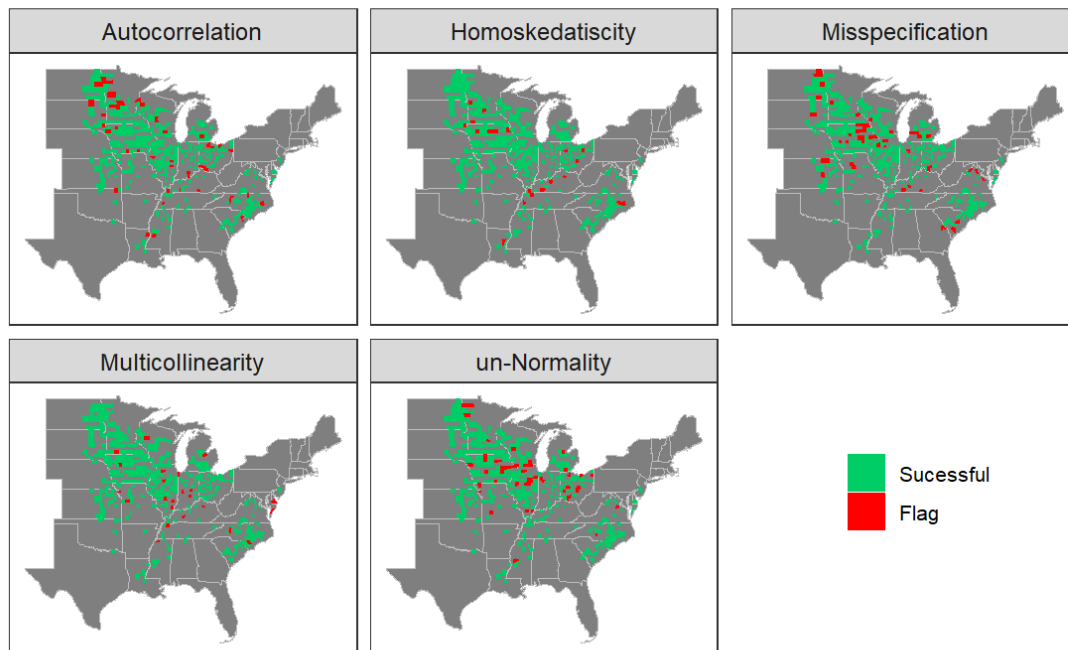 Autocorrelation
Homoskedatiscity
Misspecification
Multicollinearity
un-Normality
Sucessful
Flag